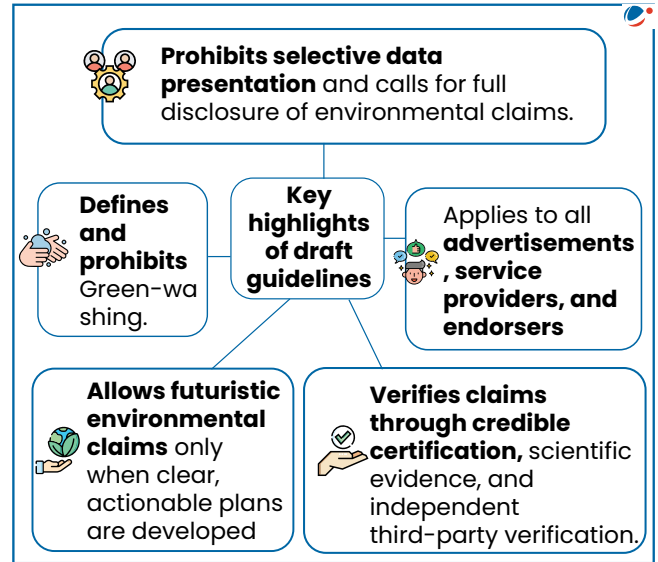 Prohibits selective data
presentation and calls for full
disclosure of environmental claims.
Defines
and
prohibits
Green-wa
shing.
Key
highlights
of draft
guidelines
Applies to all
advertisements
, service
providers, and
endorsers
Allows futuristic
environmental
claims only
when clear,
actionable plans
are developed
Verifies claims
through credible
certification, scientific
evidence, and
independent
third-party verification.